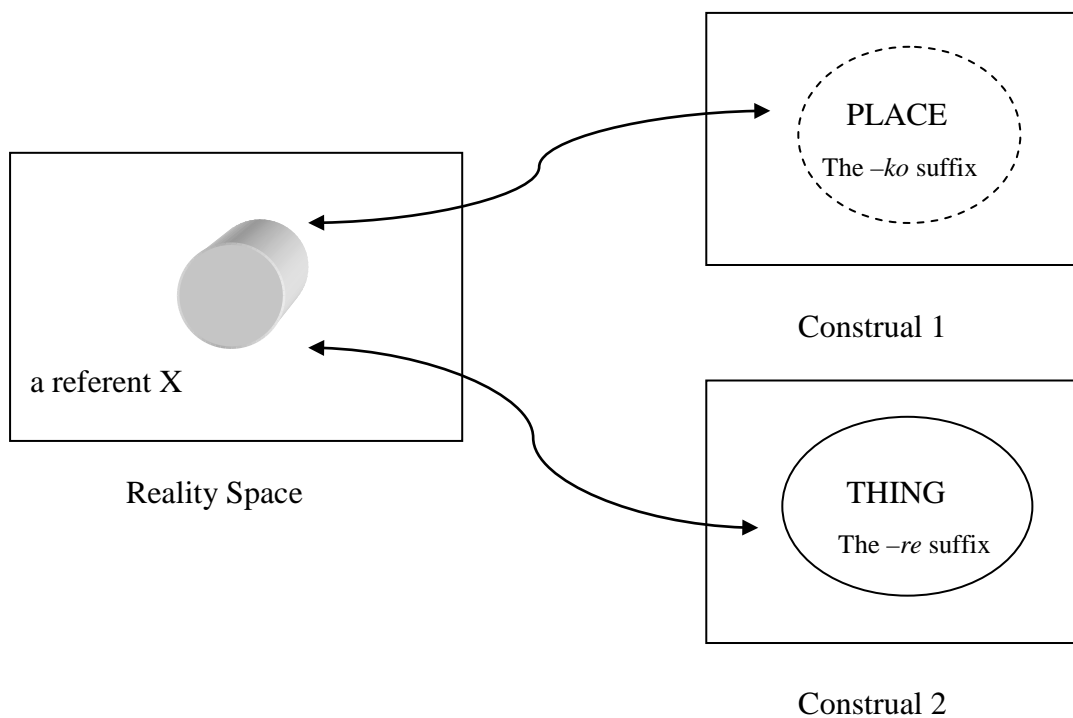 a referent X
Reality Space
PLACE
The –ko suffix
Construal 1
THING
The –re suffix
Construal 2